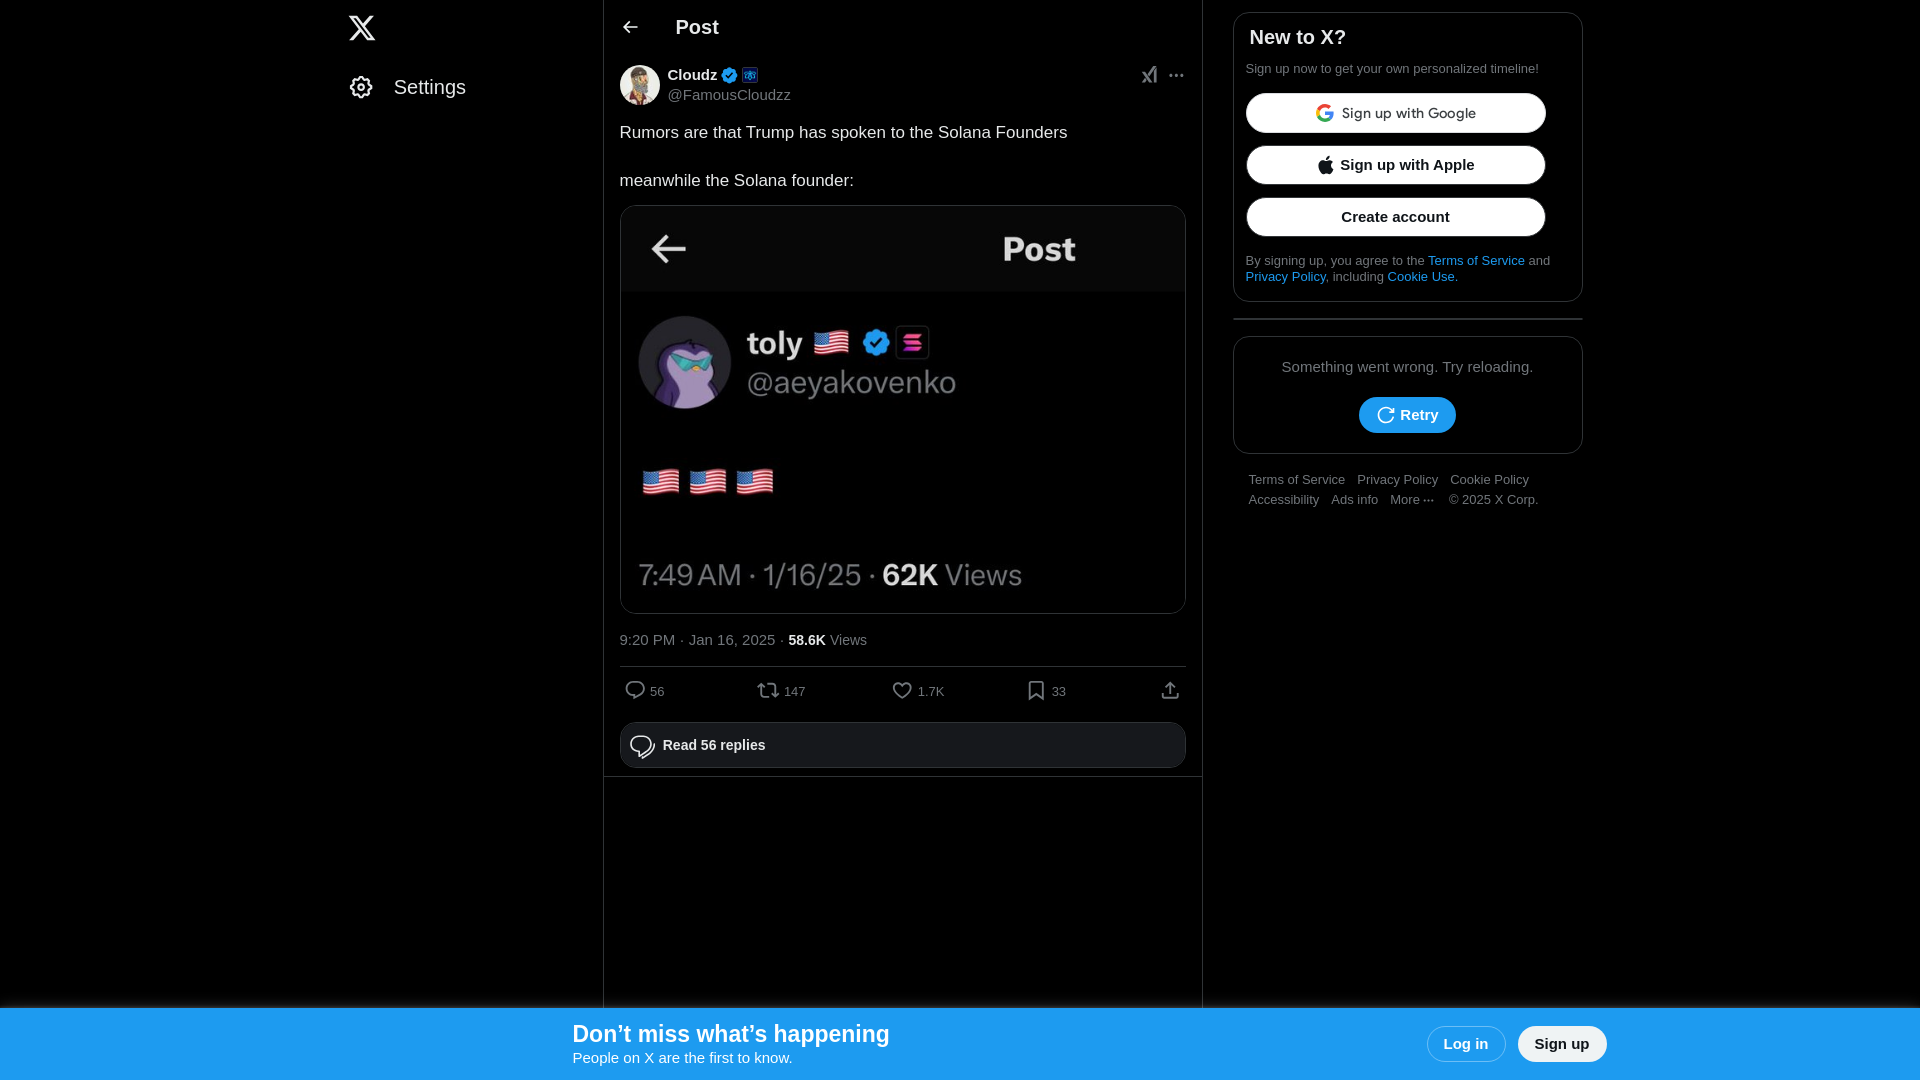 Post
Settings
Cloudz
@FamousCloudzz
Rumors are that Trump has spoken to the Solana Founders
meanwhile the Solana founder:
Post
toly 🇺🇸
@aeyakovenko
🇺🇸 🇺🇸 🇺🇸
7:49 AM · 1/16/25 · 62K Views
9:20 PM · Jan 16, 2025 · 58.6K Views
56 147 1.7K 33
Read 56 replies
New to X?
Sign up now to get your own personalized timeline!
Sign up with Google
Sign up with Apple
Create account
By signing up, you agree to the Terms of Service and
Privacy Policy, including Cookie Use.
Something went wrong. Try reloading.
Retry
Terms of Service Privacy Policy Cookie Policy
Accessibility Ads info More ··· © 2025 X Corp.
Don’t miss what’s happening
People on X are the first to know.
Log in
Sign up